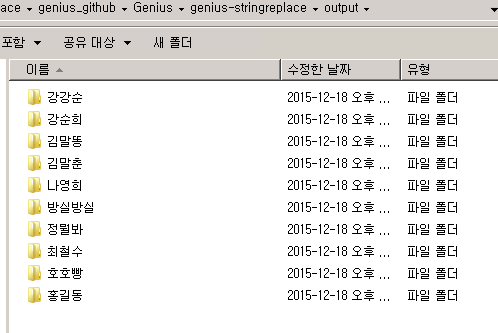 ace ▸ genius_github ▸ Genius ▸ genius-stringreplace ▸ output ▸
포함 ▼ 공유 대상 ▼ 새 폴더
이름 수정한 날짜 유형
강강순 2015-12-18 오후 ... 파일 폴더
강순희 2015-12-18 오후 ... 파일 폴더
김말똥 2015-12-18 오후 ... 파일 폴더
김말춘 2015-12-18 오후 ... 파일 폴더
나영희 2015-12-18 오후 ... 파일 폴더
방실방실 2015-12-18 오후 ... 파일 폴더
정뭘봐 2015-12-18 오후 ... 파일 폴더
최철수 2015-12-18 오후 ... 파일 폴더
호호빵 2015-12-18 오후 ... 파일 폴더
홍길동 2015-12-18 오후 ... 파일 폴더